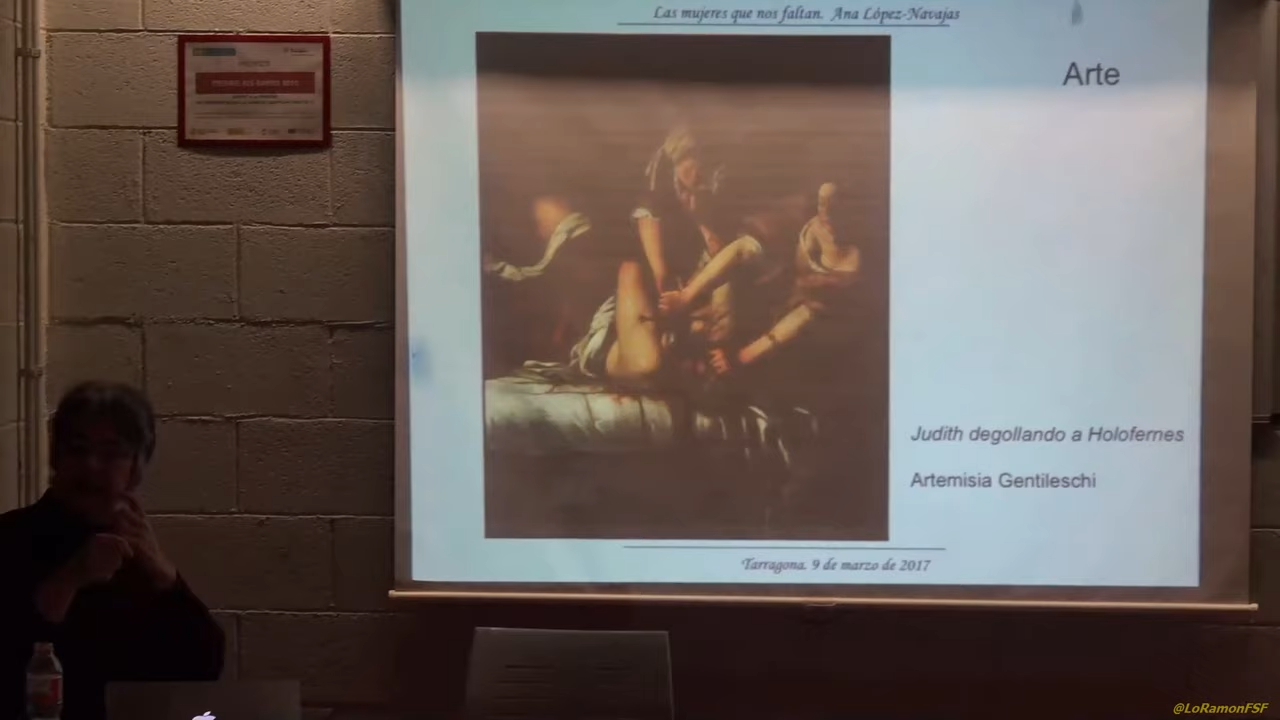 Las mujeres que nos faltan. Ana López-Navajas
Arte
Judith degollando a Holofernes
Artemisia Gentileschi
Tarragona. 9 de marzo de 2017
@LoRamonFSF